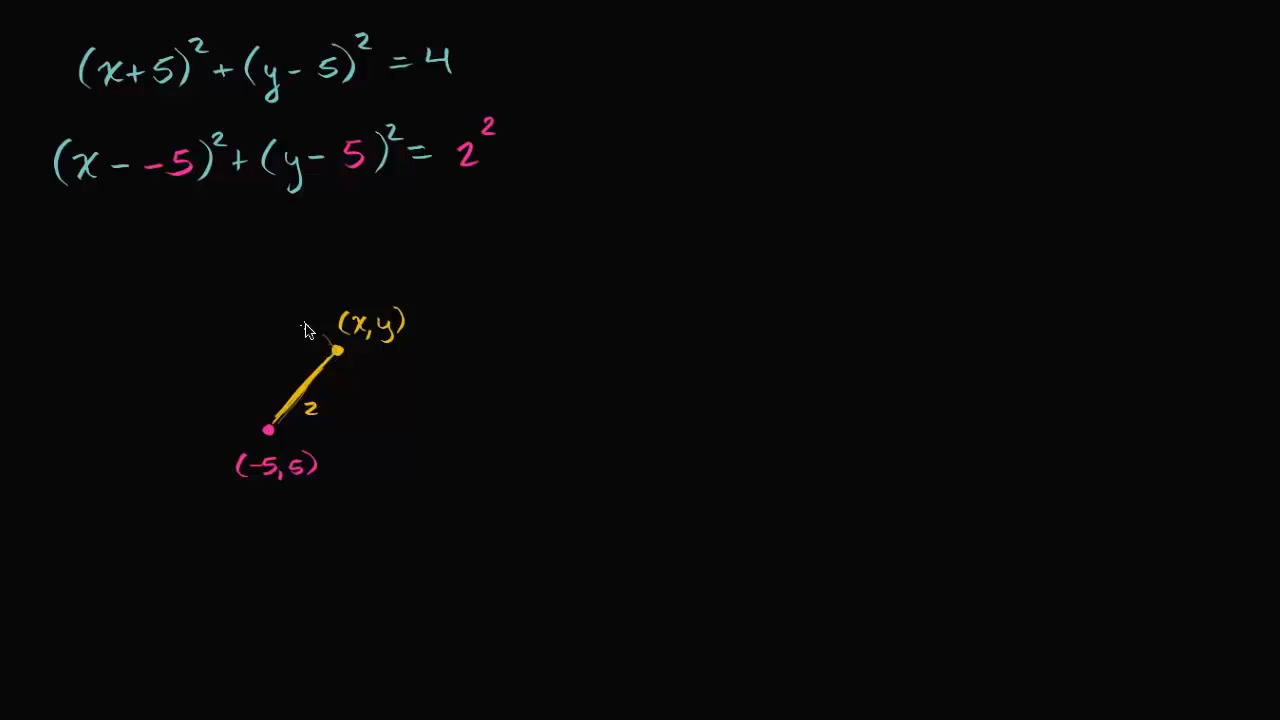 (x+5)²+(y-5)²=4
(x--5)²+(y-5)²=2²
(x,y)
2
(-5,5)